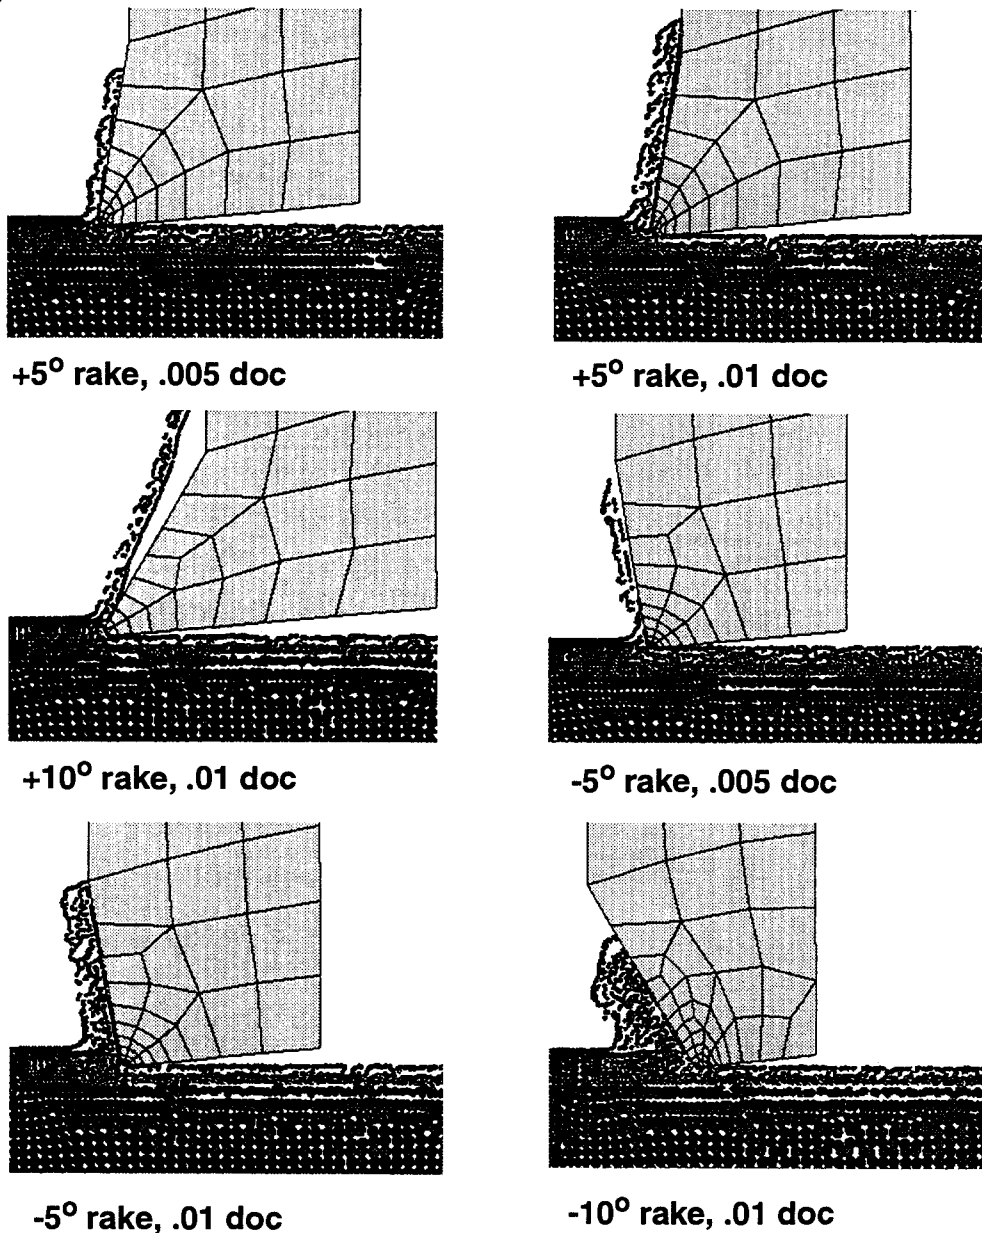 +5° rake, .005 doc
+5° rake, .01 doc
+10° rake, .01 doc
-5° rake, .005 doc
-5° rake, .01 doc
-10° rake, .01 doc